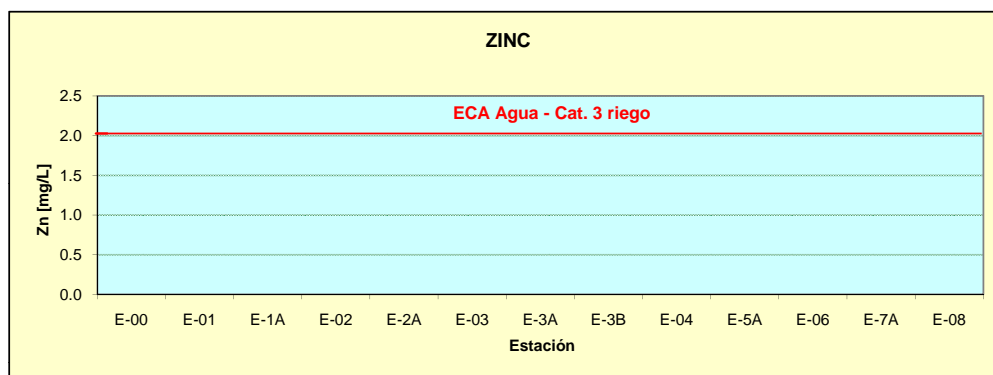 ZINC
ECA Agua - Cat. 3 riego
Zn [mg/L]
2.5
2.0
1.5
1.0
0.5
0.0
E-00 E-01 E-1A E-02 E-2A E-03 E-3A E-3B E-04 E-5A E-06 E-7A E-08
Estación